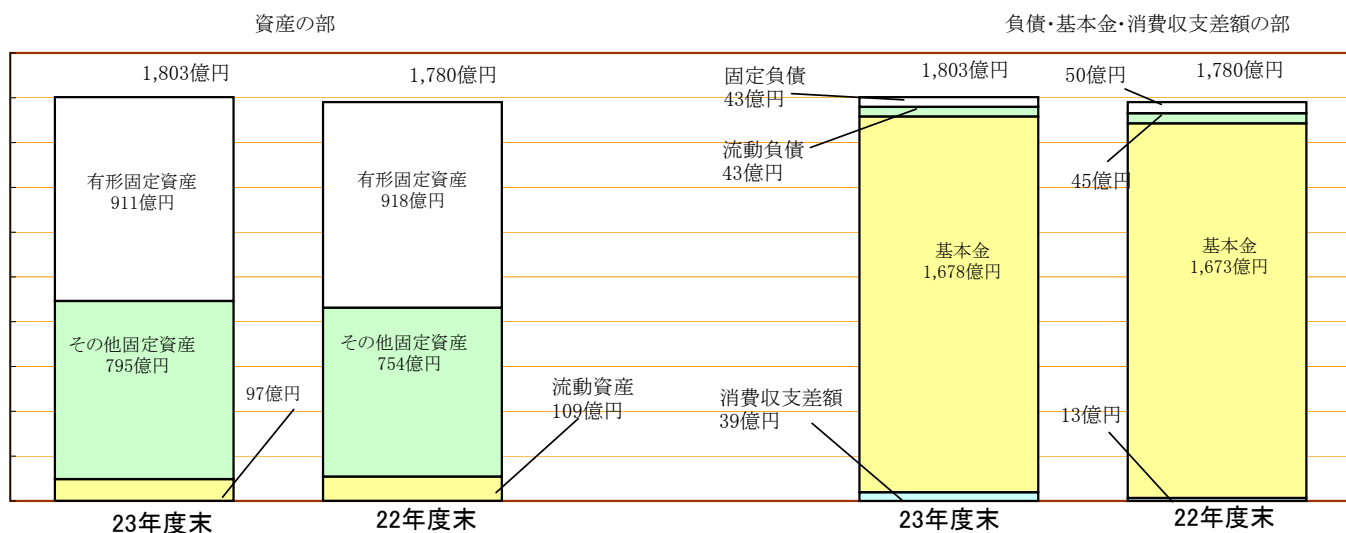 資産の部
負債・基本金・消費収支差額の部
1,803億円
1,780億円
有形固定資産
911億円
有形固定資産
918億円
その他固定資産
795億円
その他固定資産
754億円
97億円
流動資産
109億円
23年度末
22年度末
固定負債
43億円
流動負債
43億円
1,803億円
50億円
1,780億円
45億円
基本金
1,678億円
基本金
1,673億円
消費収支差額
39億円
13億円
23年度末
22年度末